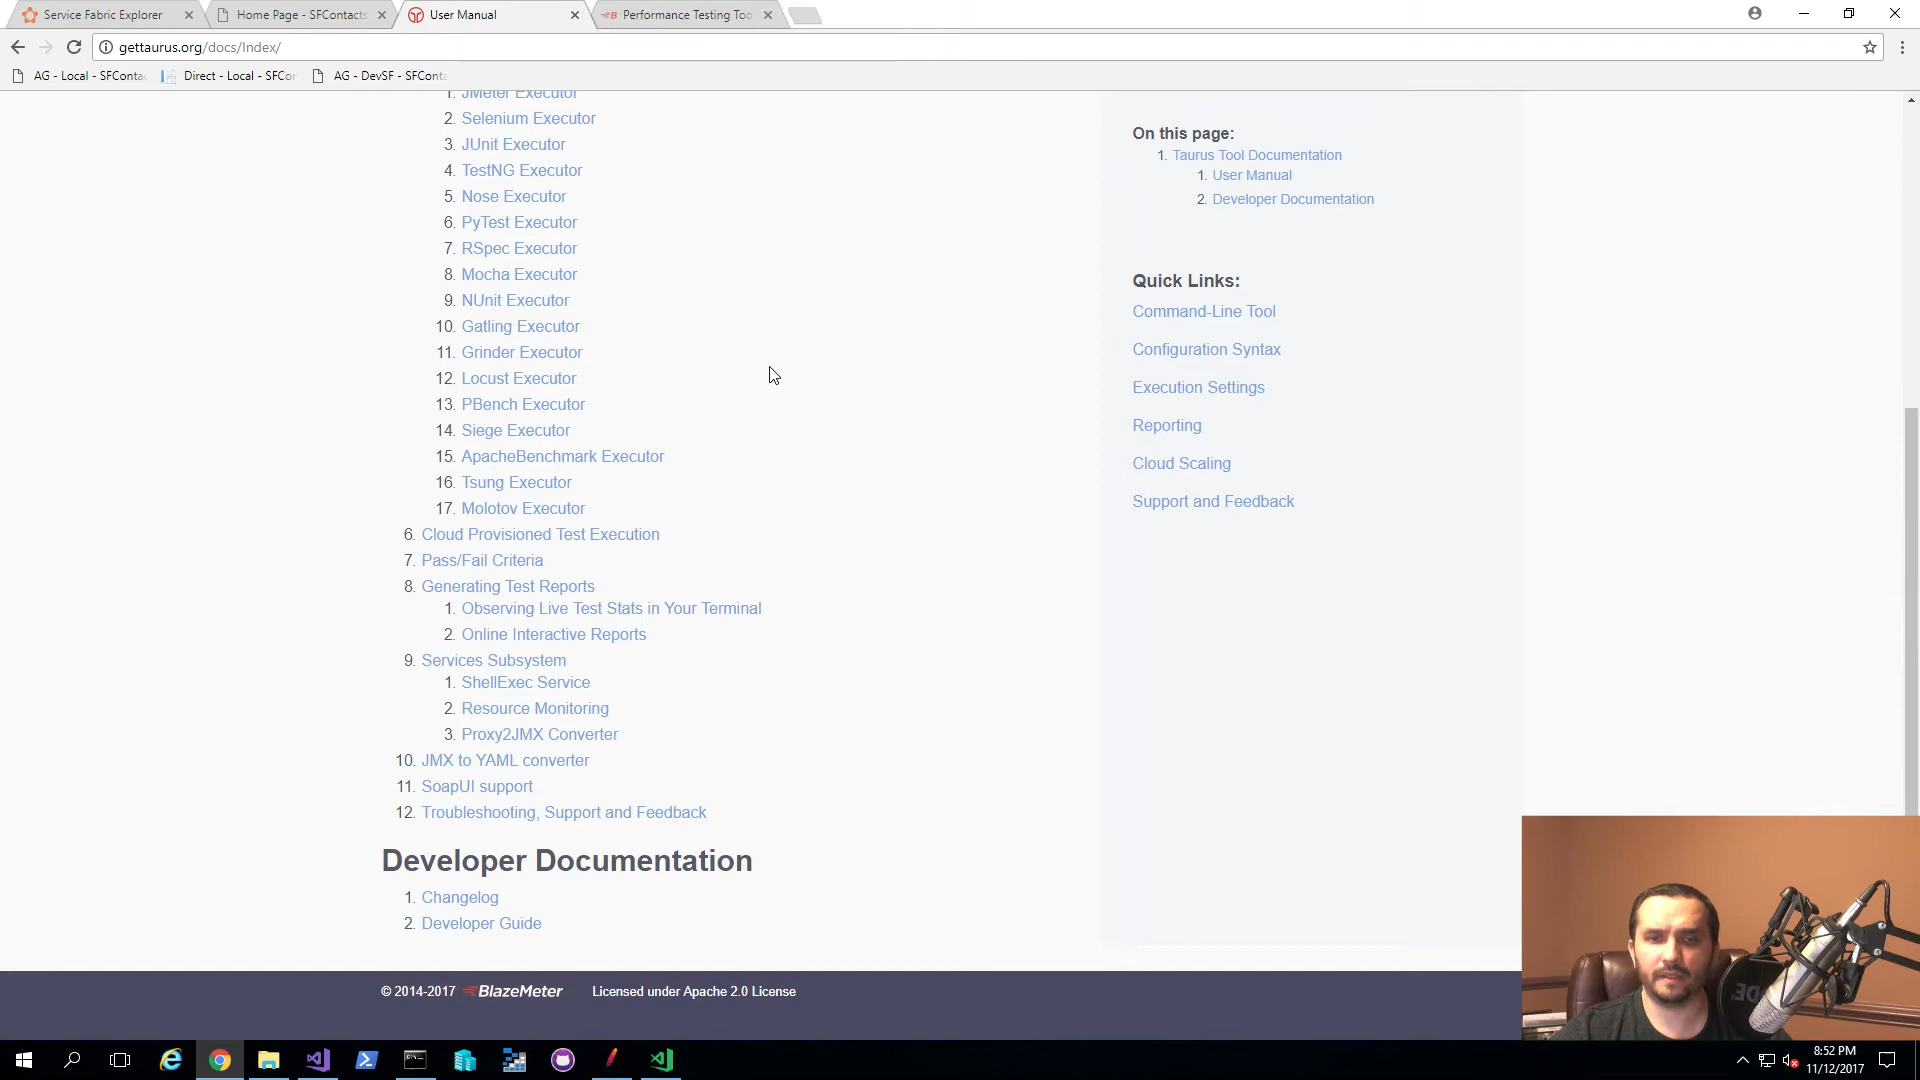 Service Fabric Explorer
Home Page - SFContacts
User Manual
Performance Testing Too
gettaurus.org/docs/Index/
AG - Local - SFConta
Direct - Local - SFCor
AG - DevSF - SFConta
1. JMeter Executor
2. Selenium Executor
3. JUnit Executor
4. TestNG Executor
5. Nose Executor
6. PyTest Executor
7. RSpec Executor
8. Mocha Executor
9. NUnit Executor
10. Gatling Executor
11. Grinder Executor
12. Locust Executor
13. PBench Executor
14. Siege Executor
15. ApacheBenchmark Executor
16. Tsung Executor
17. Molotov Executor
6. Cloud Provisioned Test Execution
7. Pass/Fail Criteria
8. Generating Test Reports
1. Observing Live Test Stats in Your Terminal
2. Online Interactive Reports
9. Services Subsystem
1. ShellExec Service
2. Resource Monitoring
3. Proxy2JMX Converter
10. JMX to YAML converter
11. SoapUI support
12. Troubleshooting, Support and Feedback
Developer Documentation
1. Changelog
2. Developer Guide
On this page:
1. Taurus Tool Documentation
1. User Manual
2. Developer Documentation
Quick Links:
Command-Line Tool
Configuration Syntax
Execution Settings
Reporting
Cloud Scaling
Support and Feedback
© 2014-2017 BlazeMeter Licensed under Apache 2.0 License
8:52 PM
11/12/2017